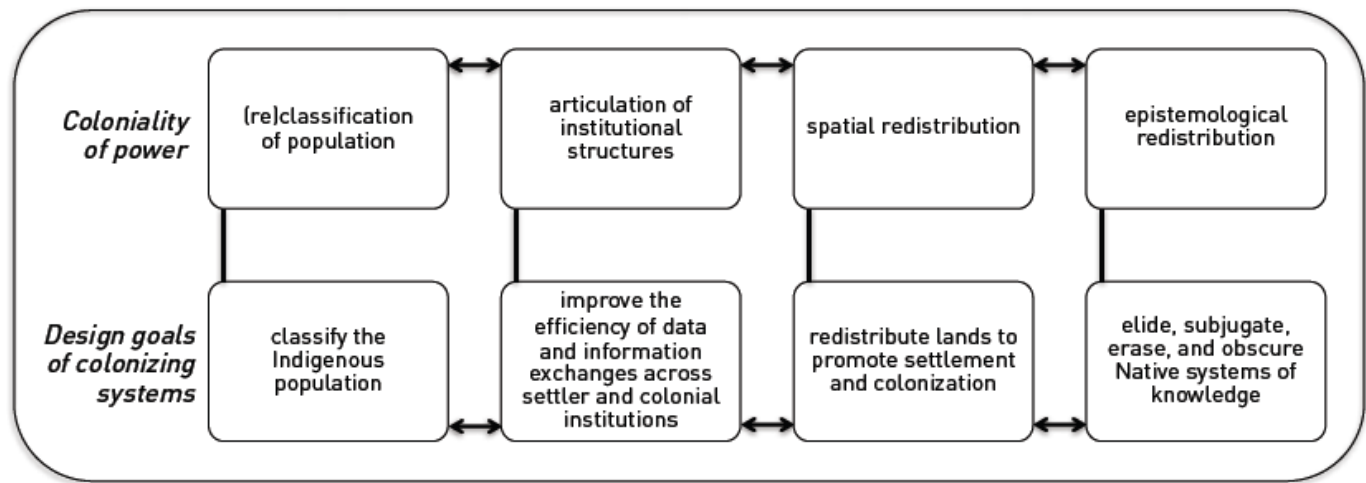 Coloniality
of power
(re)classification
of population
articulation of
institutional
structures
spatial redistribution
epistemological
redistribution
Design goals
of colonizing
systems
classify the
Indigenous
population
improve the
efficiency of data
and information
exchanges across
settler and colonial
institutions
redistribute lands to
promote settlement
and colonization
elide, subjugate,
erase, and obscure
Native systems of
knowledge